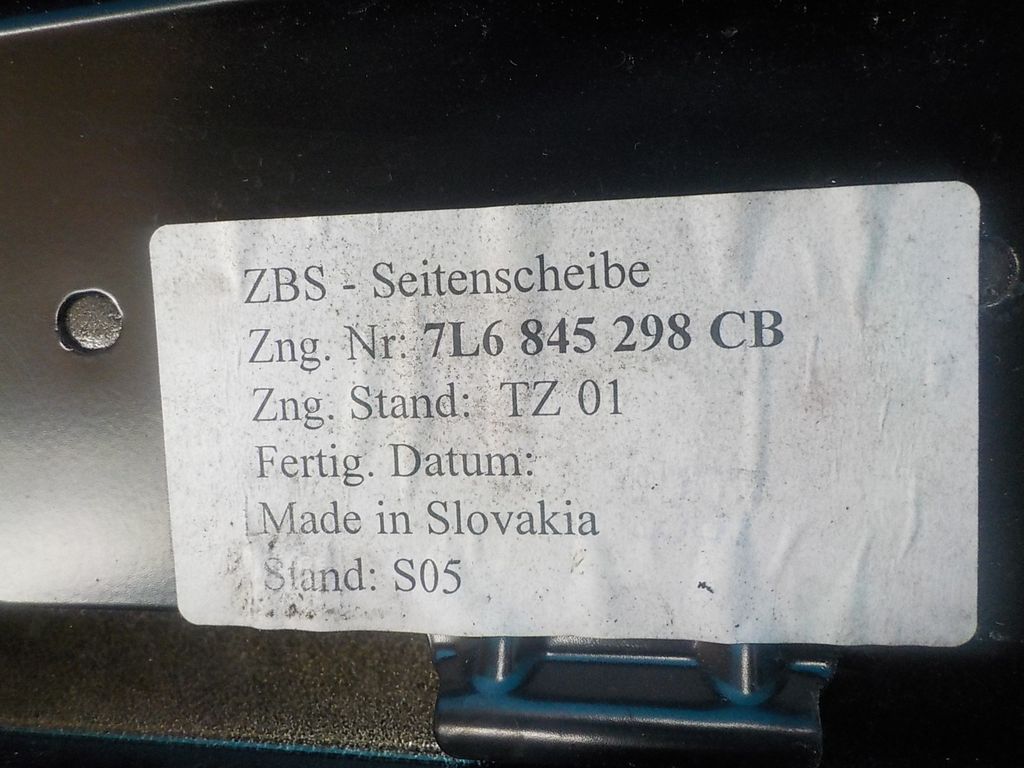 ZBS - Seitenscheibe
Zng. Nr: 7L6 845 298 CB
Zng. Stand: TZ 01
Fertig. Datum:
Made in Slovakia
Stand: S05